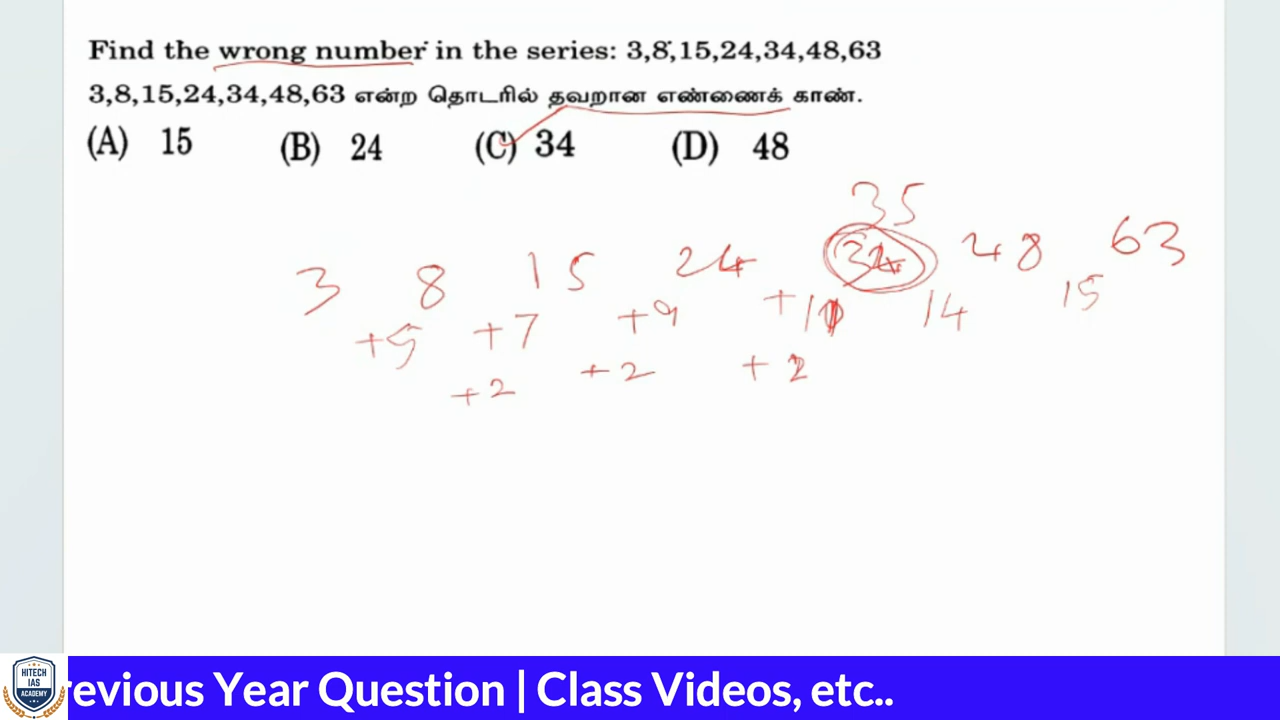 Find the wrong number in the series: 3,8,15,24,34,48,63
3,8,15,24,34,48,63 என்ற தொடரில் தவறான எண்ணைக் காண்.
(A) 15 (B) 24 (C) 34 (D) 48
35
3 8 15 24 34 48 63
+5 +7 +9 +11 14 15
+2 +2 +2
HITECH
IAS
ACADEMY
revious Year Question | Class Videos, etc..